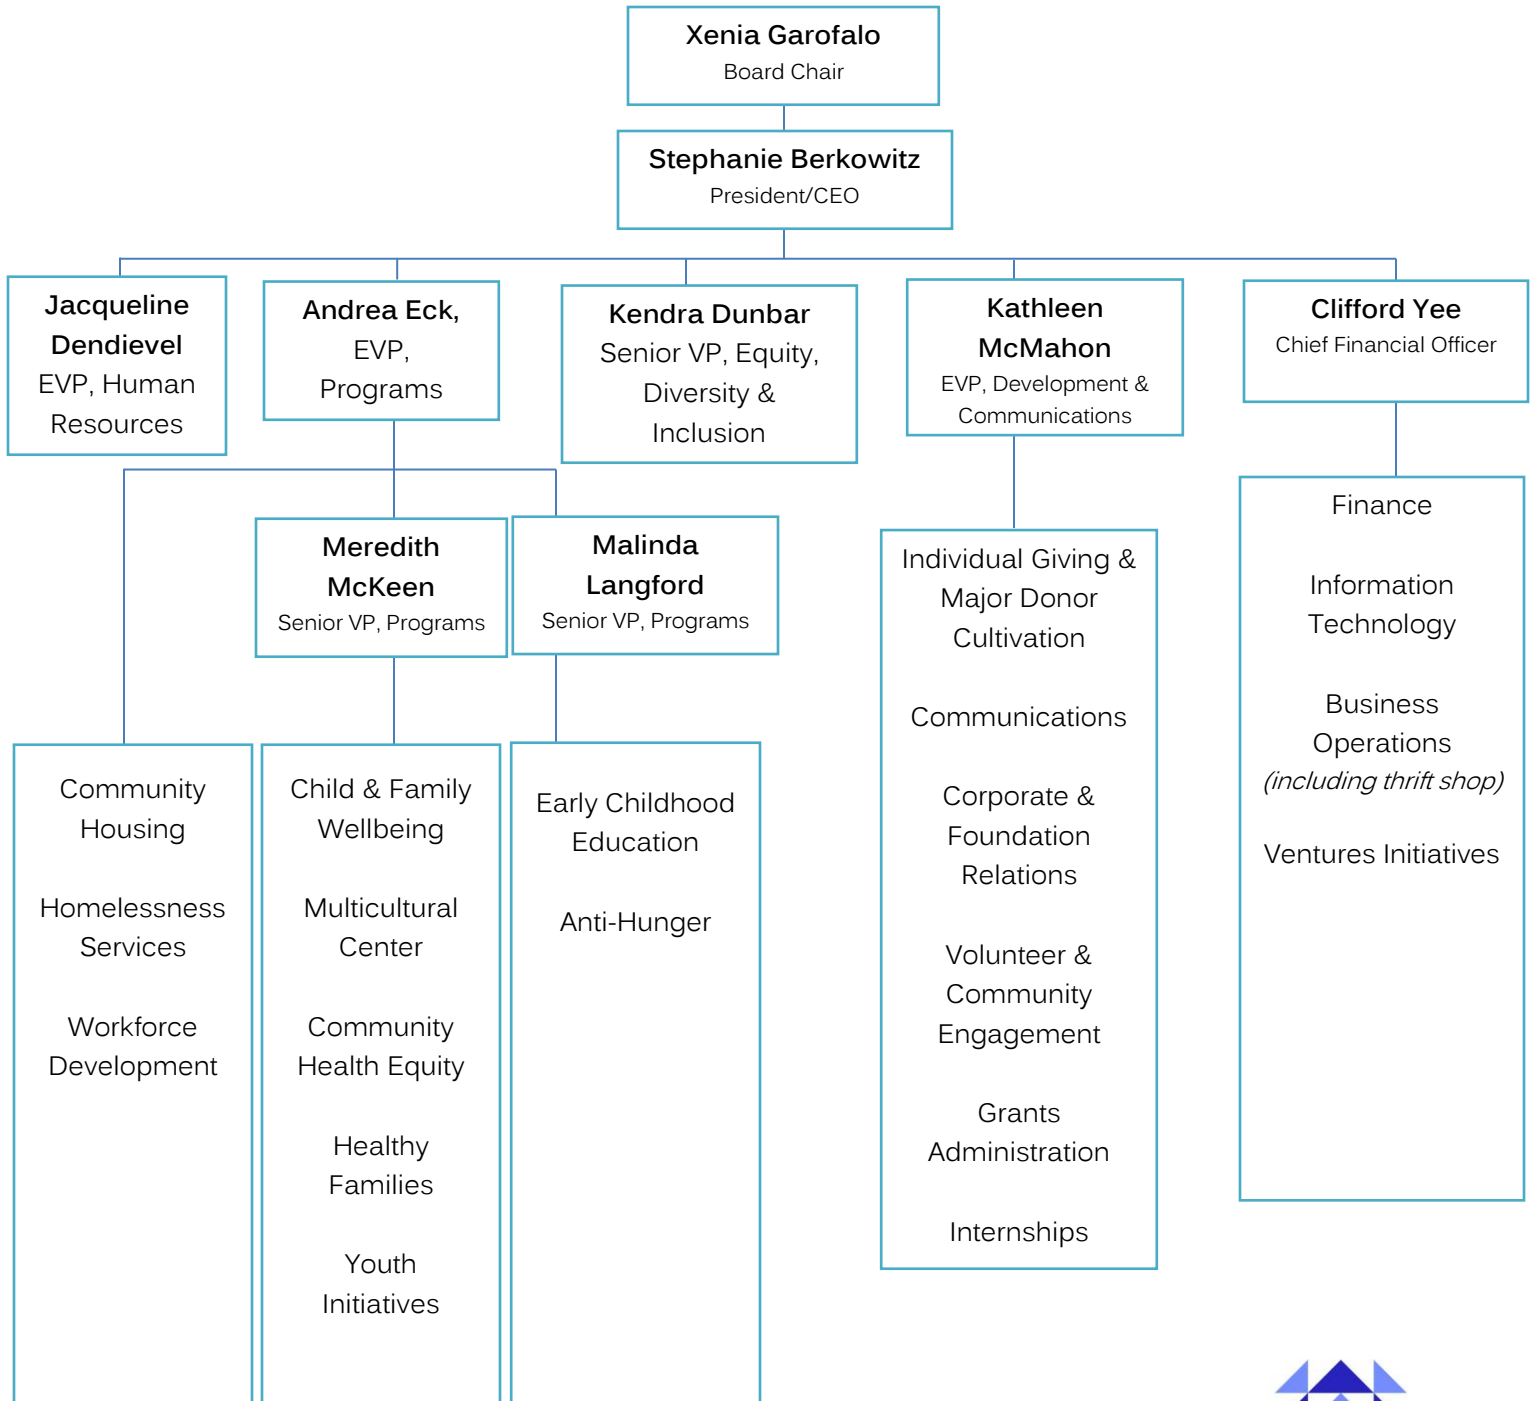 Xenia Garofalo
Board Chair
Stephanie Berkowitz
President/CEO
Jacqueline
Dendievel
EVP, Human
Resources
Andrea Eck,
EVP,
Programs
Kendra Dunbar
Senior VP, Equity,
Diversity &
Inclusion
Kathleen
McMahon
EVP, Development &
Communications
Clifford Yee
Chief Financial Officer
Meredith
McKeen
Senior VP, Programs
Malinda
Langford
Senior VP, Programs
Community
Housing
Homelessness
Services
Workforce
Development
Child & Family
Wellbeing
Multicultural
Center
Community
Health Equity
Healthy
Families
Youth
Initiatives
Early Childhood
Education
Anti-Hunger
Individual Giving &
Major Donor
Cultivation
Communications
Corporate &
Foundation
Relations
Volunteer &
Community
Engagement
Grants
Administration
Internships
Finance
Information
Technology
Business
Operations
(including thrift shop)
Ventures Initiatives